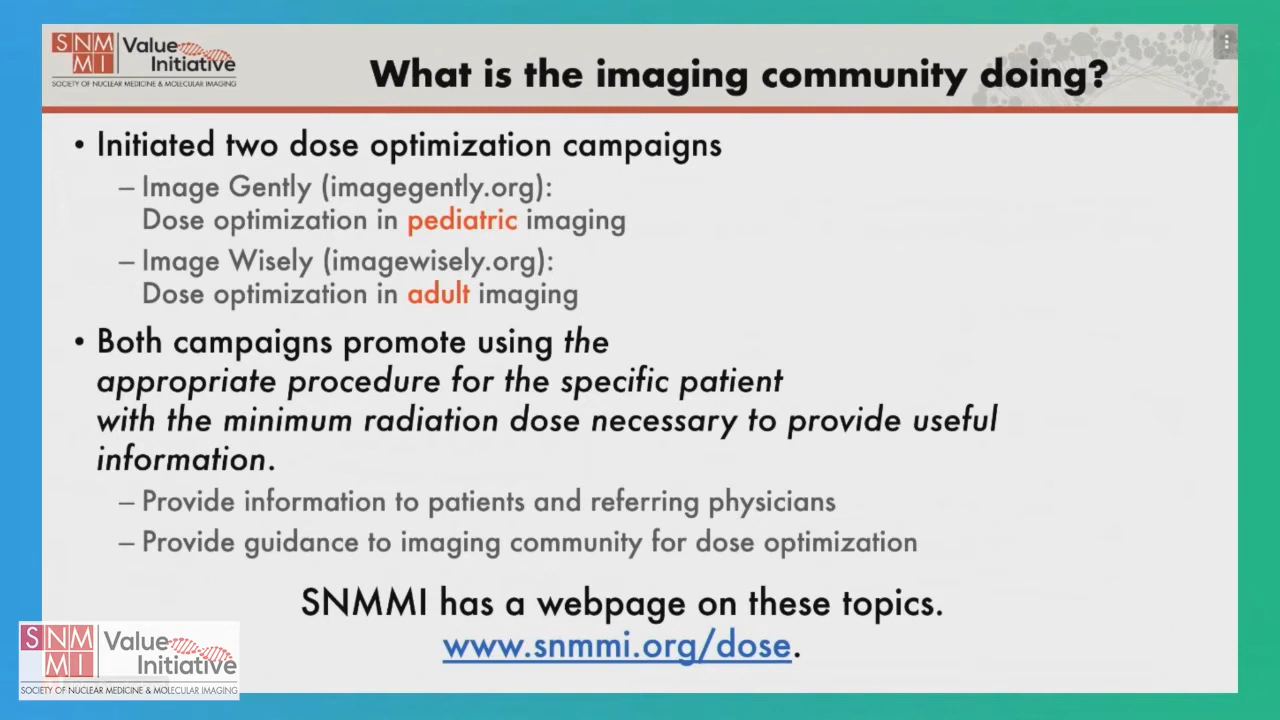 SNM
MI
Value
Initiative
SOCIETY OF NUCLEAR MEDICINE & MOLECULAR IMAGING
What is the imaging community doing?
• Initiated two dose optimization campaigns
– Image Gently (imagegently.org):
Dose optimization in pediatric imaging
– Image Wisely (imagewisely.org):
Dose optimization in adult imaging
• Both campaigns promote using the
appropriate procedure for the specific patient
with the minimum radiation dose necessary to provide useful
information.
– Provide information to patients and referring physicians
– Provide guidance to imaging community for dose optimization
SNMMI has a webpage on these topics.
www.snmmi.org/dose.
SNM
MI
Value
Initiative
SOCIETY OF NUCLEAR MEDICINE & MOLECULAR IMAGING